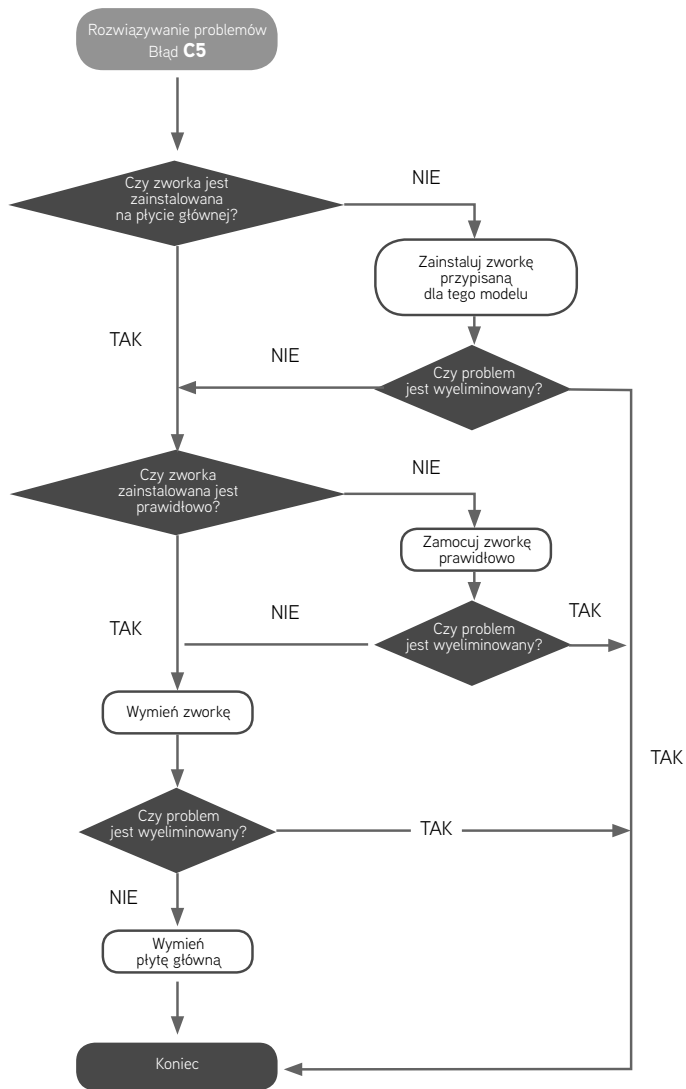 Rozwiązywanie problemów
Błąd C5
Czy zworka jest
zainstalowana
na płycie głównej?
NIE
Zainstaluj zworkę
przypisaną
dla tego modelu
TAK
NIE
Czy problem
jest wyeliminowany?
Czy zworka
zainstalowana jest
prawidłowo?
NIE
Zamocuj zworkę
prawidłowo
TAK
NIE
Czy problem
jest wyeliminowany?
TAK
Wymień zworkę
TAK
Czy problem
jest wyeliminowany?
TAK
NIE
Wymień
płytę główną
Koniec